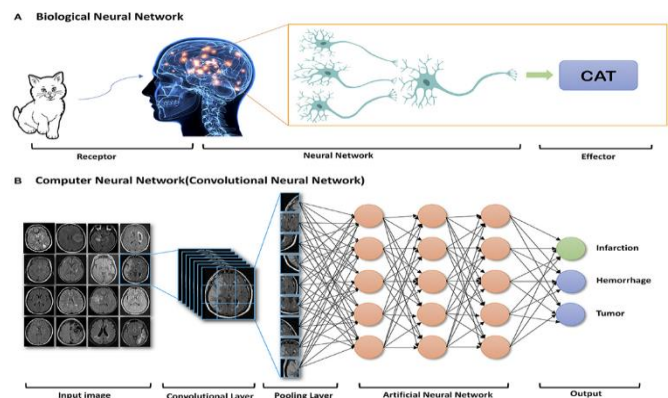 A Biological Neural Network
CAT
Receptor
Neural Network
Effector
B Computer Neural Network(Convolutional Neural Network)
Infarction
Hemorrhage
Tumor
Input image
Convolutional Layer
Pooling Layer
Artificial Neural Network
Output